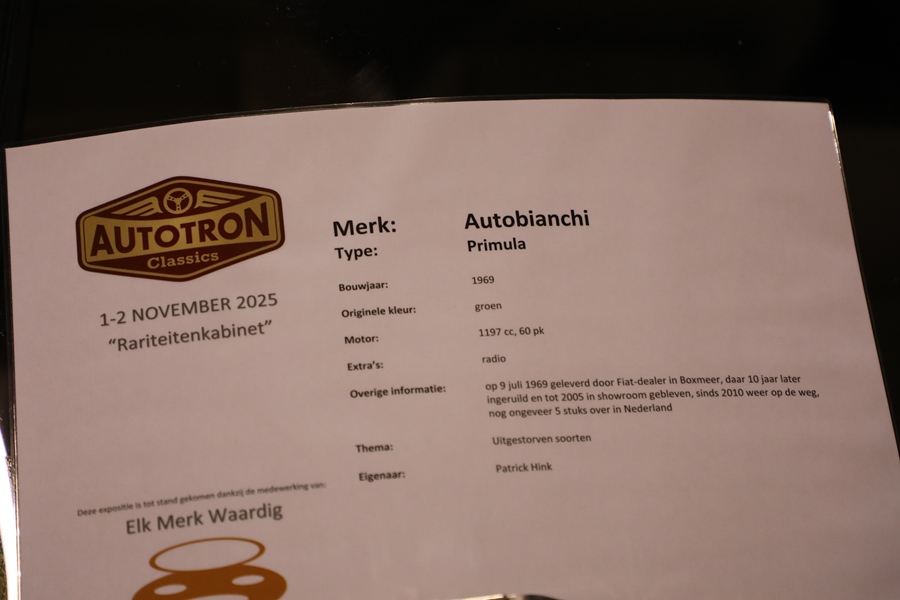 AUTOTRON
Classics
1-2 NOVEMBER 2025
“Rariteitenkabinet”
Merk: Autobianchi
Type: Primula
Bouwjaar: 1969
Originele kleur: groen
Motor: 1197 cc, 60 pk
Extra's: radio
Overige informatie: op 9 juli 1969 geleverd door Fiat-dealer in Boxmeer, daar 10 jaar later
ingeruild en tot 2005 in showroom gebleven, sinds 2010 weer op de weg,
nog ongeveer 5 stuks over in Nederland
Thema: Uitgestorven soorten
Eigenaar: Patrick Hink
Deze expositie is tot stand gekomen dankzij de medewerking van:
Elk Merk Waardig